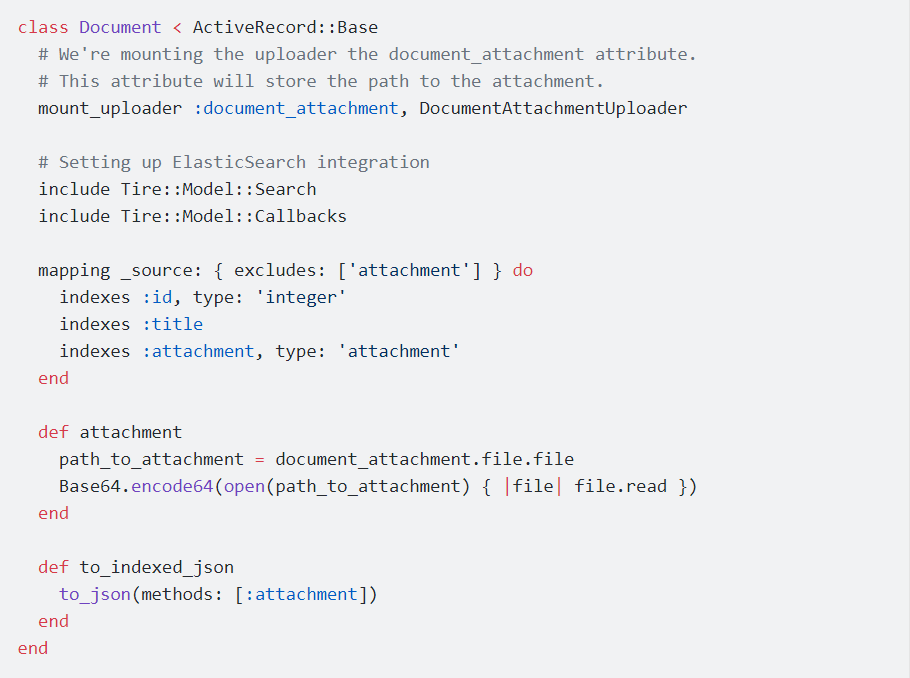 class Document < ActiveRecord::Base
  # We're mounting the uploader the document_attachment attribute.
  # This attribute will store the path to the attachment.
  mount_uploader :document_attachment, DocumentAttachmentUploader

  # Setting up ElasticSearch integration
  include Tire::Model::Search
  include Tire::Model::Callbacks

  mapping _source: { excludes: ['attachment'] } do
    indexes :id, type: 'integer'
    indexes :title
    indexes :attachment, type: 'attachment'
  end

  def attachment
    path_to_attachment = document_attachment.file.file
    Base64.encode64(open(path_to_attachment) { |file| file.read })
  end

  def to_indexed_json
    to_json(methods: [:attachment])
  end
end